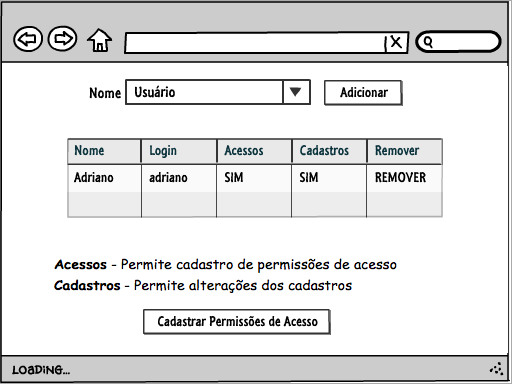 Nome Usuário Adicionar
Nome Login Acessos Cadastros Remover
Adriano adriano SIM SIM REMOVER
Acessos - Permite cadastro de permissões de acesso
Cadastros - Permite alterações dos cadastros
Cadastrar Permissões de Acesso
LOADING...